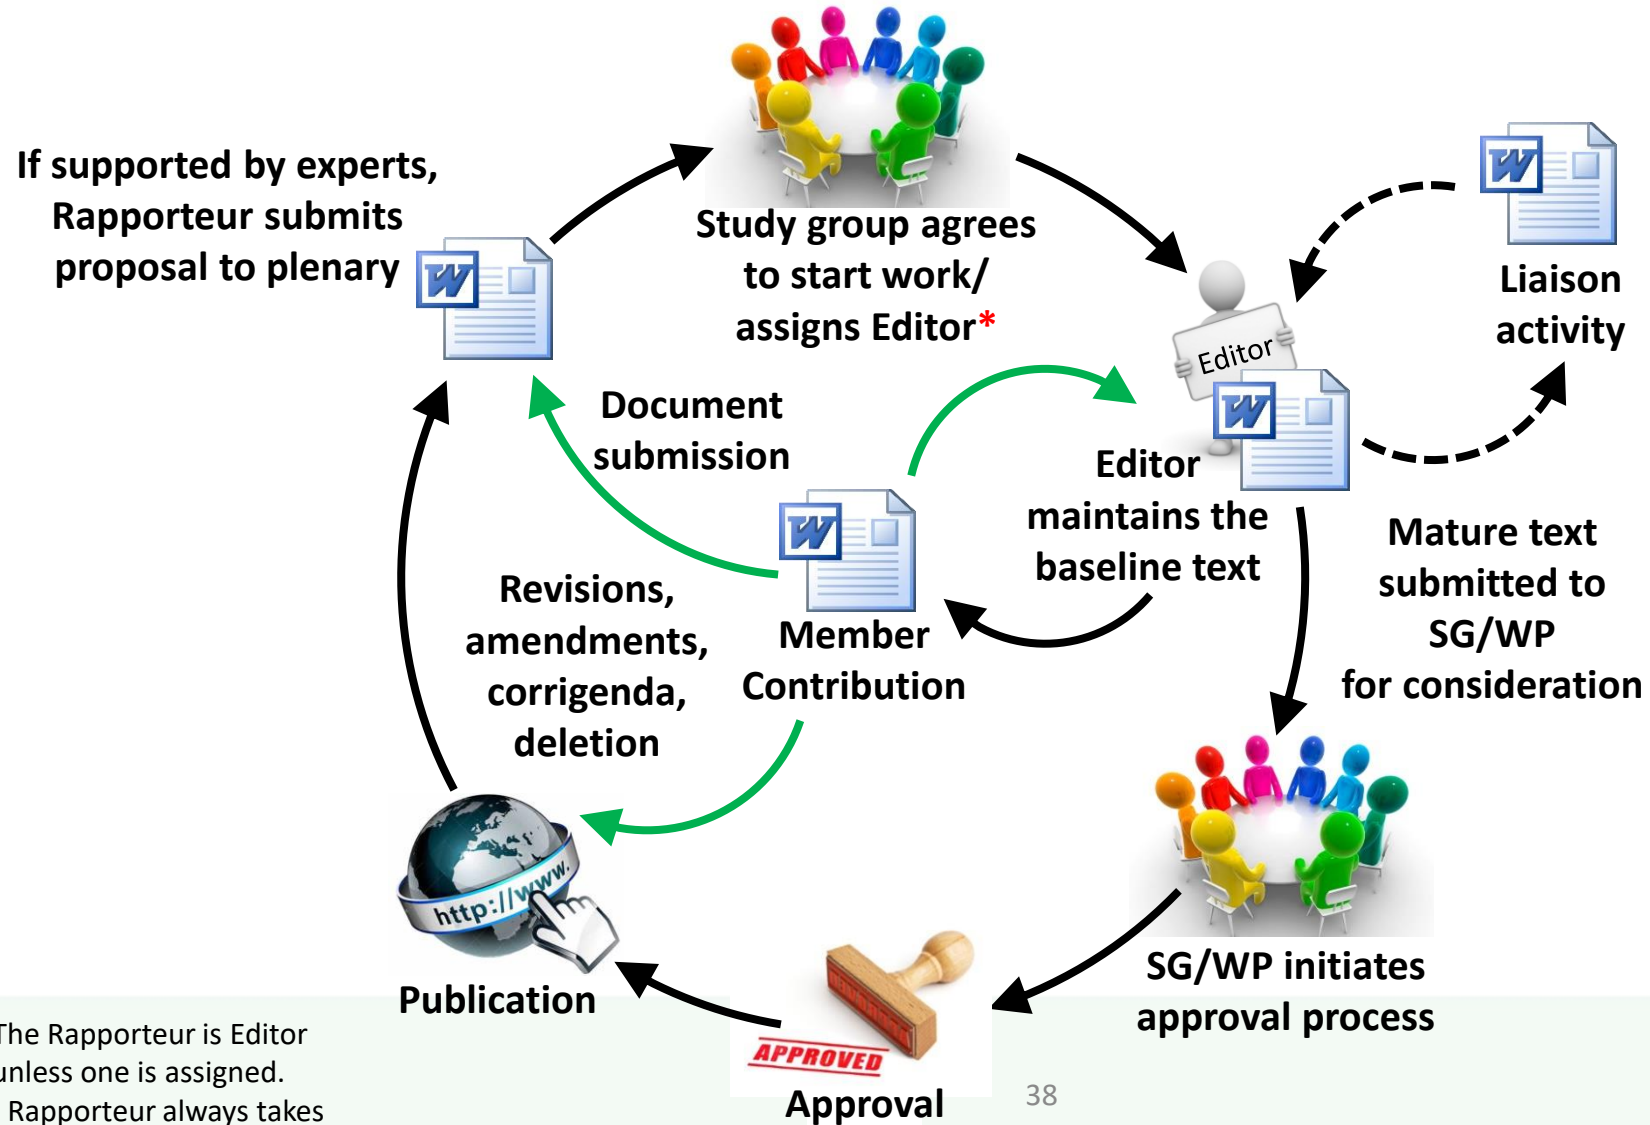 If supported by experts,
Rapporteur submits
proposal to plenary
Study group agrees
to start work/
assigns Editor*
Liaison
activity
Editor
Document
submission
Editor
maintains the
baseline text
Mature text
submitted to
SG/WP
for consideration
Revisions,
amendments,
corrigenda,
deletion
Member
Contribution
http://www.
Publication
SG/WP initiates
approval process
APPROVED
Approval
The Rapporteur is Editor
unless one is assigned.
Rapporteur always takes
38
W
W
W
W